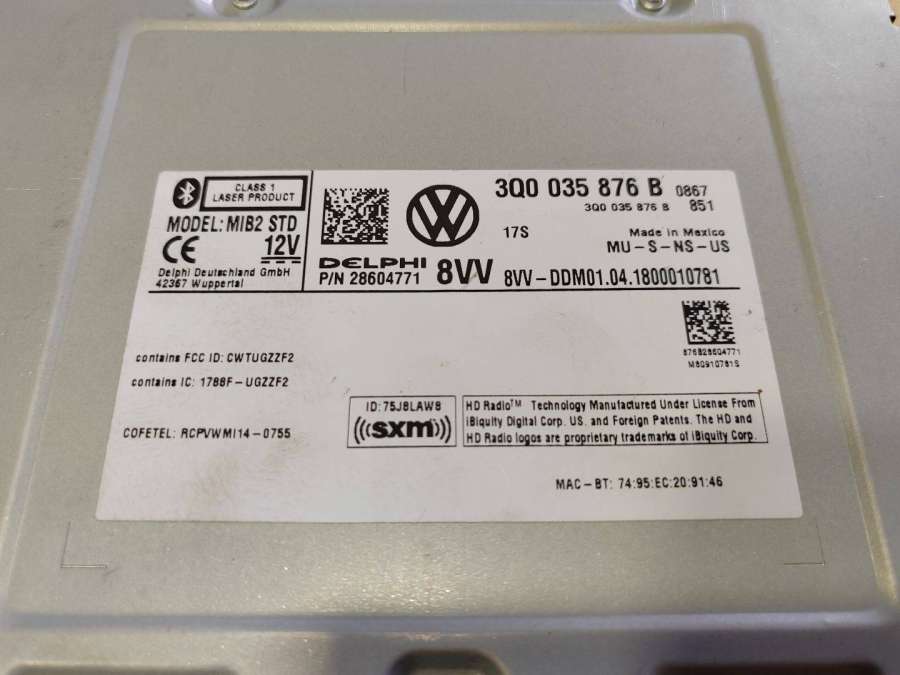 CLASS 1
LASER PRODUCT
MODEL: MIB2 STD
CE 12V
Delphi Deutschland GmbH
42367 Wuppertal
DELPHI
P/N 28604771
8VV
3Q0 035 876 B 0867
3Q0 035 876 B 851
17S
Made in Mexico
MU-S-NS-US
8VV-DDM01.04.1800010781
876B28604771
M80910781S
contains FCC ID: CWTUGZZF2
contains IC: 1788F-UGZZF2
COFETEL: RCPVWMI14-0755
ID: 75J8LAW8
((sxm))
HD Radio™ Technology Manufactured Under License From
iBiquity Digital Corp. US. and Foreign Patents. The HD and
HD Radio logos are proprietary trademarks of iBiquity Corp.
MAC-BT: 74:95:EC:20:91:46